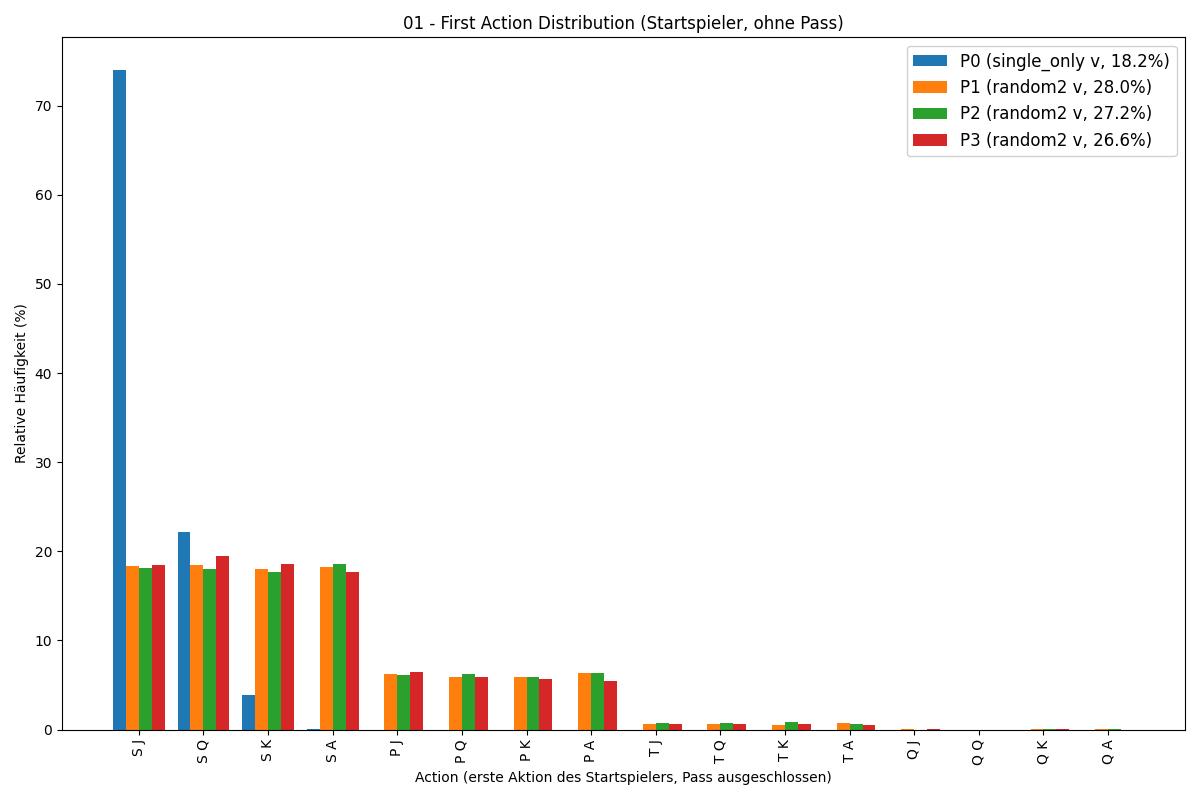 01 - First Action Distribution (Startspieler, ohne Pass)
P0 (single_only v, 18.2%)
P1 (random2 v, 28.0%)
P2 (random2 v, 27.2%)
P3 (random2 v, 26.6%)
Relative Häufigkeit (%)
70
60
50
40
30
20
10
0
S J
S Q
S K
S A
P J
P Q
P K
P A
T J
T Q
T K
T A
Q J
Q Q
Q K
Q A
Action (erste Aktion des Startspielers, Pass ausgeschlossen)